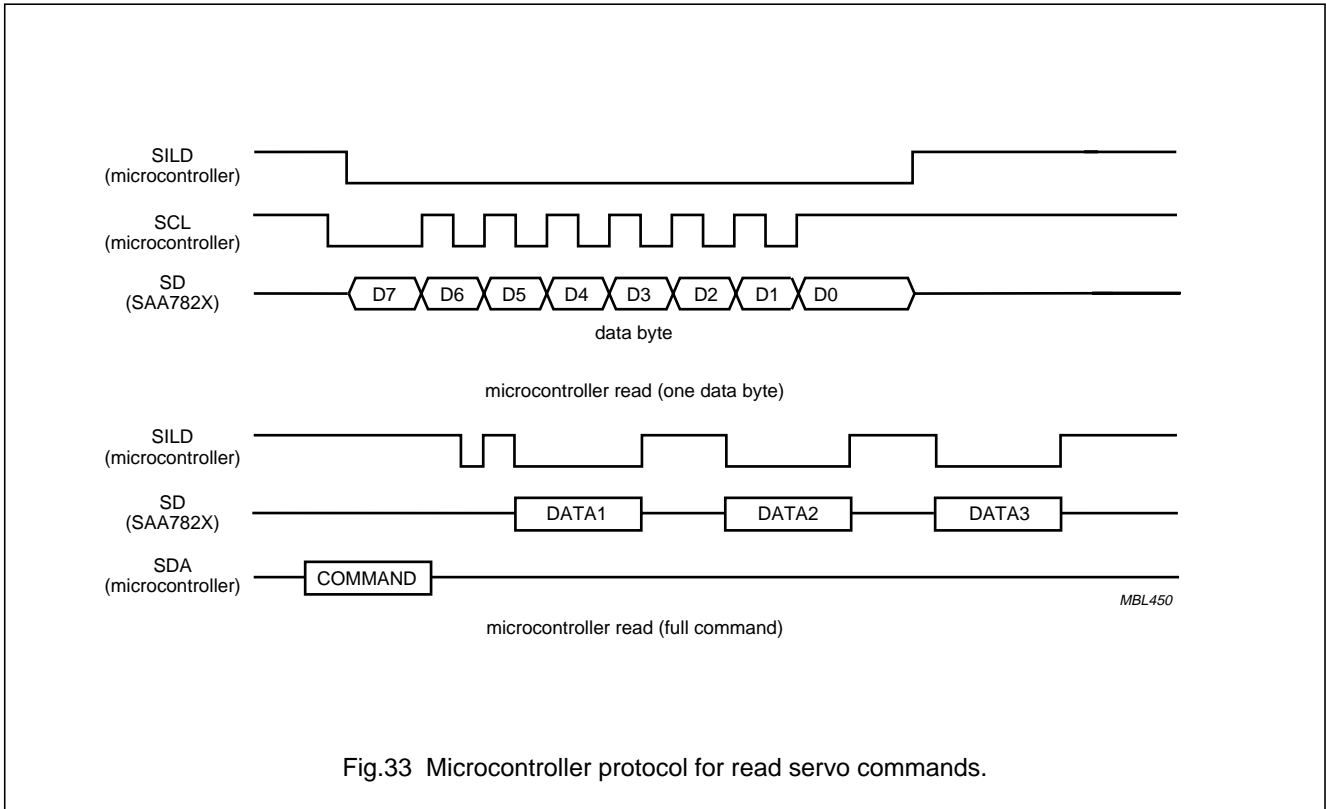 SILD
(microcontroller)
SCL
(microcontroller)
SD
(SAA782X)
D7 D6 D5 D4 D3 D2 D1 D0
data byte
microcontroller read (one data byte)
SILD
(microcontroller)
SD
(SAA782X)
DATA1 DATA2 DATA3
SDA
(microcontroller)
COMMAND
MBL450
microcontroller read (full command)
Fig.33 Microcontroller protocol for read servo commands.